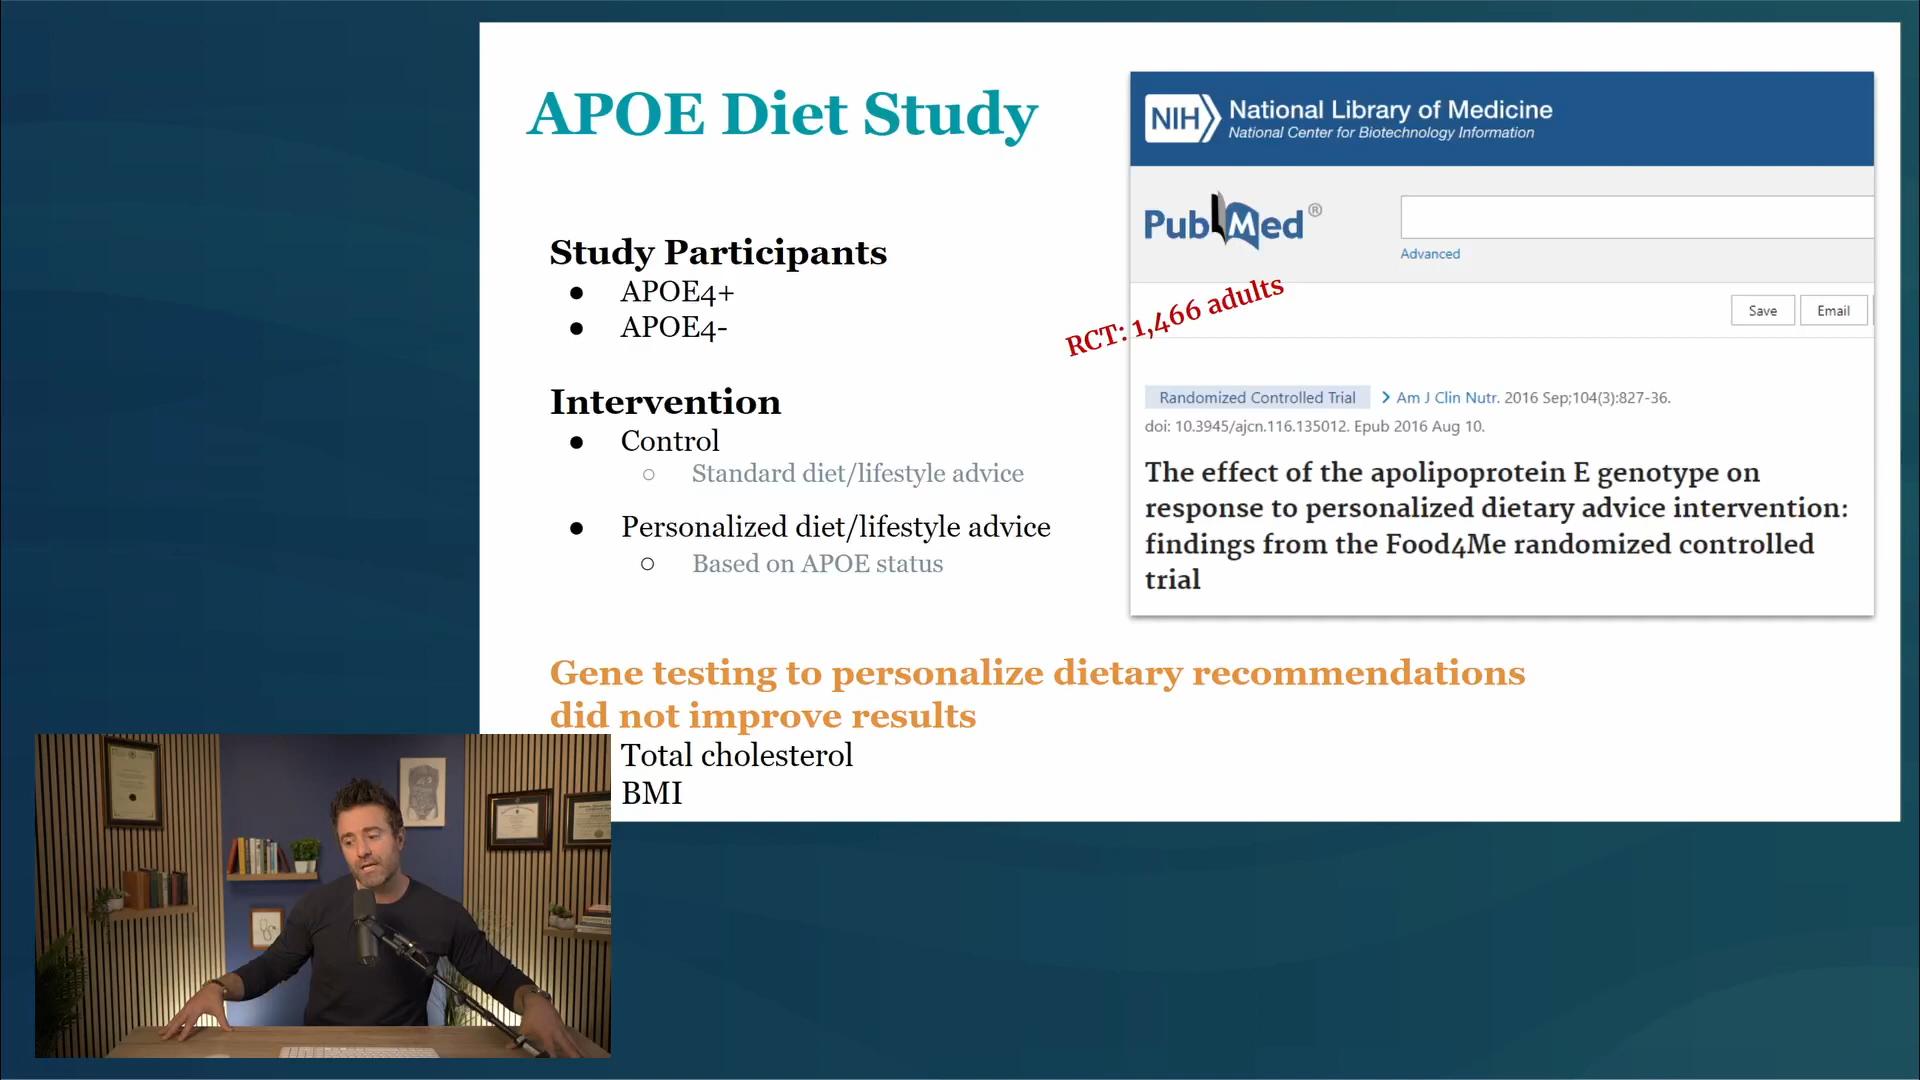 APOE Diet Study
Study Participants
● APOE4+
● APOE4-
Intervention
● Control
○ Standard diet/lifestyle advice
● Personalized diet/lifestyle advice
○ Based on APOE status
Gene testing to personalize dietary recommendations
did not improve results
Total cholesterol
BMI
RCT: 1,466 adults
NIH National Library of Medicine
National Center for Biotechnology Information
PubMed®
Advanced
Save Email
Randomized Controlled Trial > Am J Clin Nutr. 2016 Sep;104(3):827-36.
doi: 10.3945/ajcn.116.135012. Epub 2016 Aug 10.
The effect of the apolipoprotein E genotype on
response to personalized dietary advice intervention:
findings from the Food4Me randomized controlled
trial